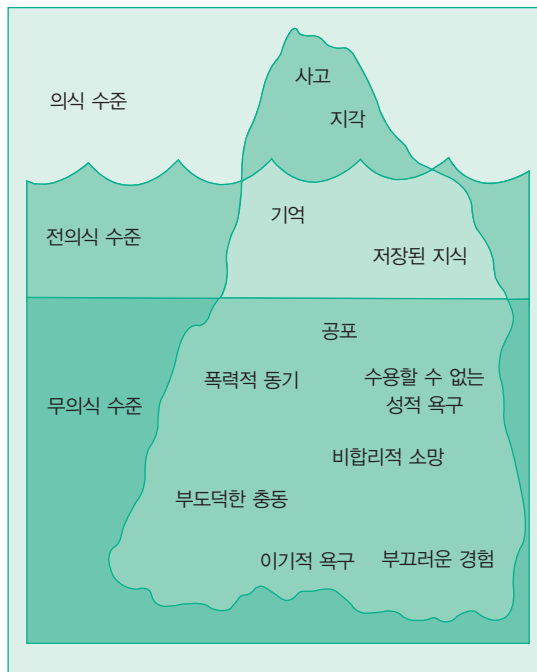 사고
의식 수준
지각
기억
전의식 수준
저장된 지식
공포
폭력적 동기
수용할 수 없는
성적 욕구
무의식 수준
비합리적 소망
부도덕한 충동
이기적 욕구
부끄러운 경험